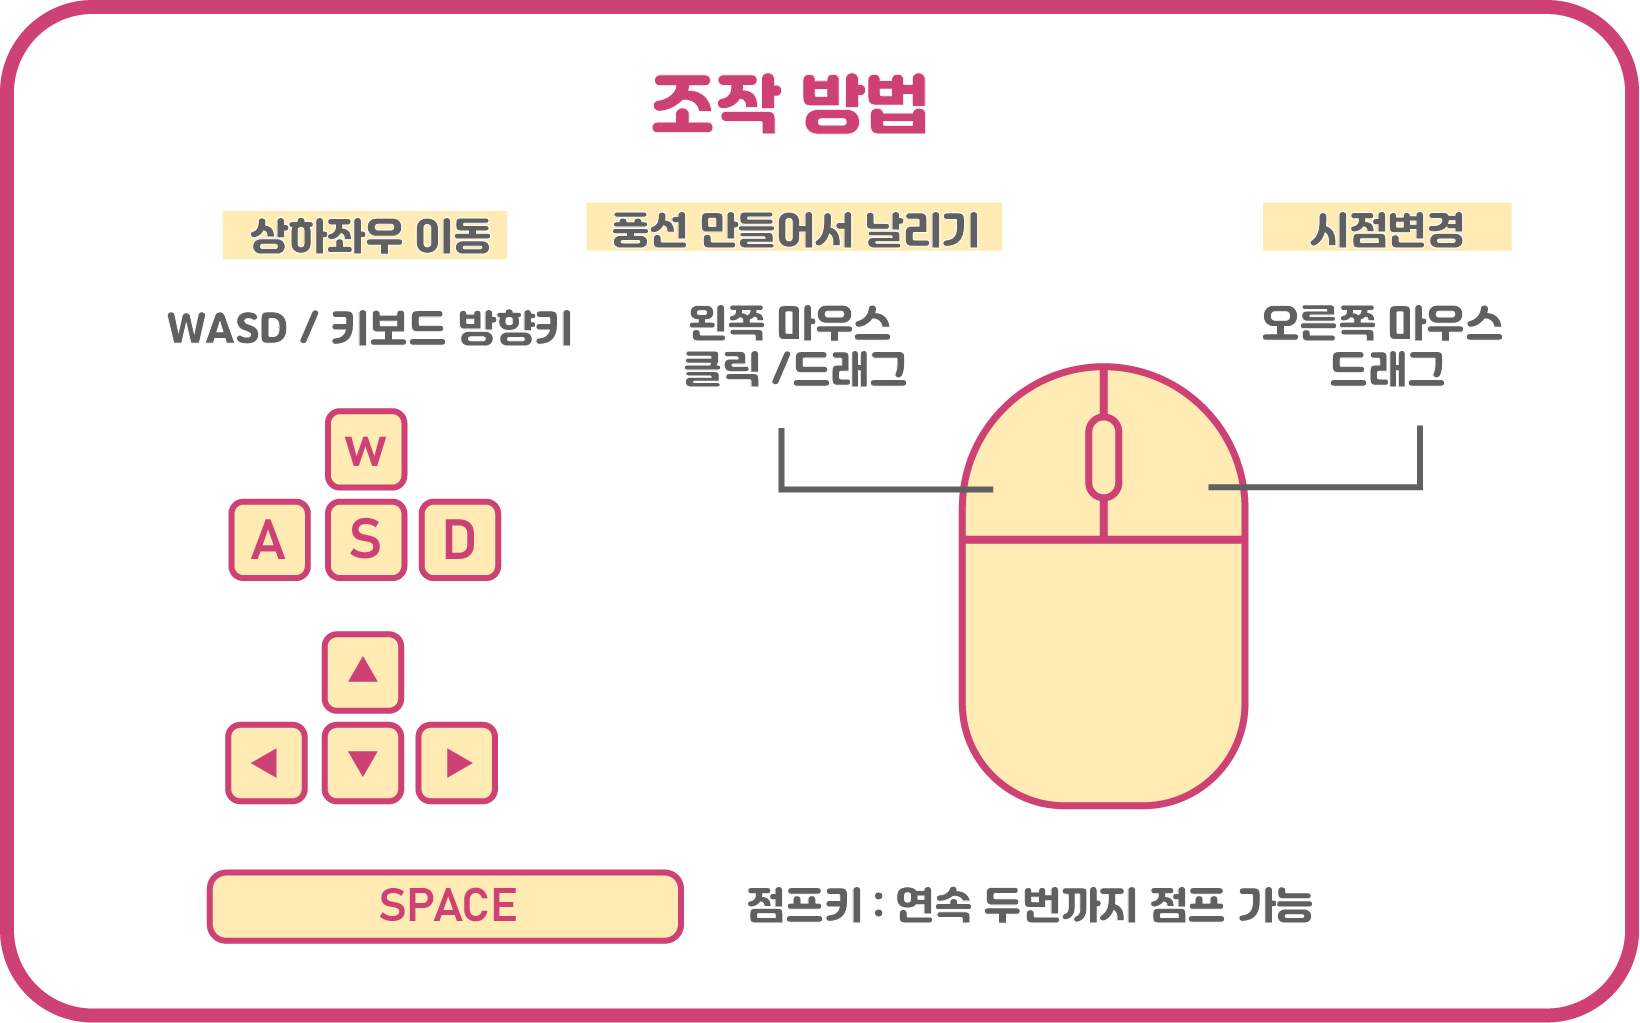 조작 방법
상하좌우 이동
WASD / 키보드 방향키
W
A S D
SPACE
풍선 만들어서 날리기
왼쪽 마우스
클릭 /드래그
시점변경
오른쪽 마우스
드래그
점프키 : 연속 두번까지 점프 가능